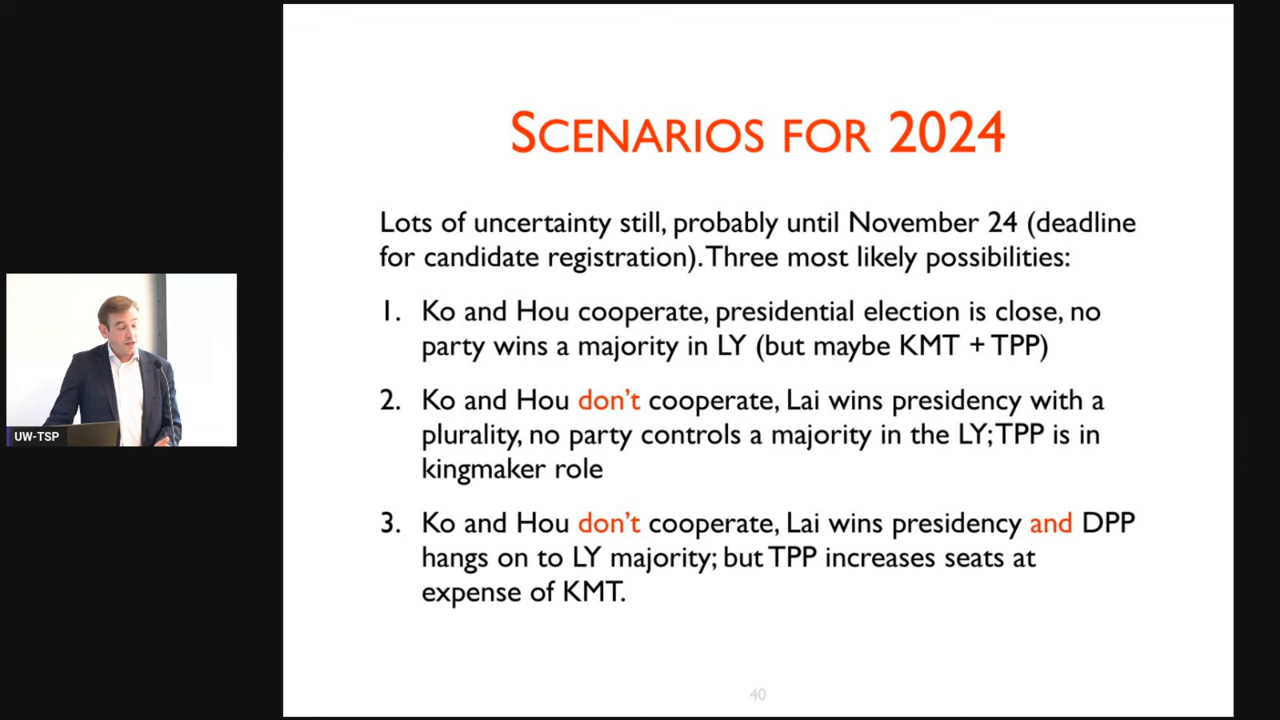 SCENARIOS FOR 2024
Lots of uncertainty still, probably until November 24 (deadline
for candidate registration). Three most likely possibilities:
1. Ko and Hou cooperate, presidential election is close, no
party wins a majority in LY (but maybe KMT + TPP)
2. Ko and Hou don't cooperate, Lai wins presidency with a
plurality, no party controls a majority in the LY; TPP is in
kingmaker role
3. Ko and Hou don't cooperate, Lai wins presidency and DPP
hangs on to LY majority; but TPP increases seats at
expense of KMT.
UW-TSP
40